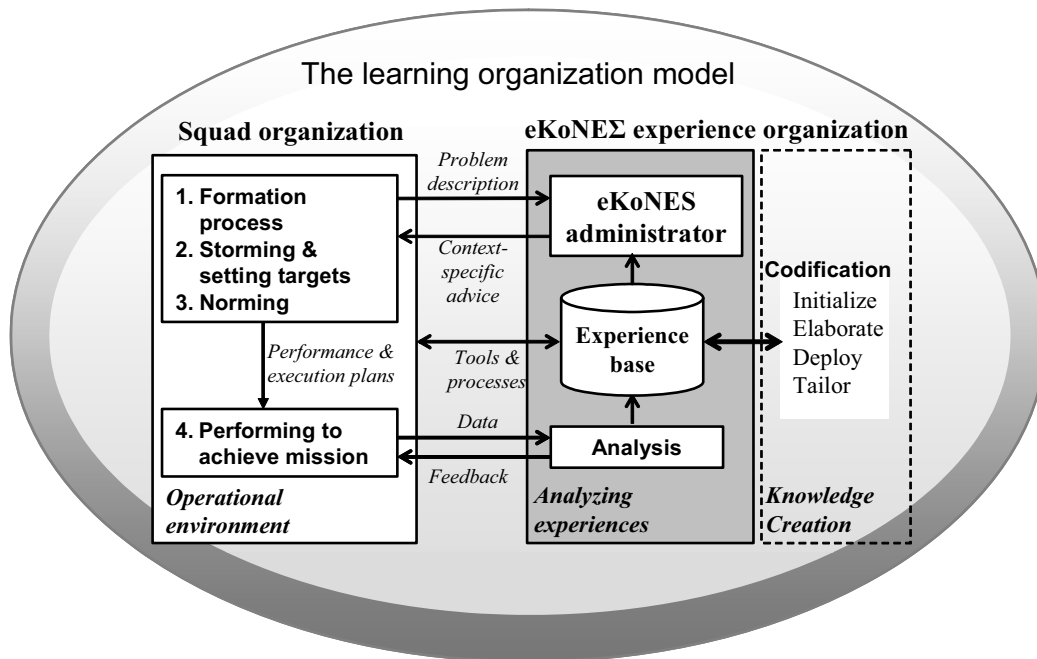 The learning organization model
Squad organization
eKoNEΣ experience organization
1. Formation
process
2. Storming &
setting targets
3. Norming
Performance &
execution plans
4. Performing to
achieve mission
Operational
environment
Problem
description
Context-
specific
advice
Tools &
processes
Data
Feedback
eKoNES
administrator
Experience
base
Analysis
Analyzing
experiences
Codification
Initialize
Elaborate
Deploy
Tailor
Knowledge
Creation